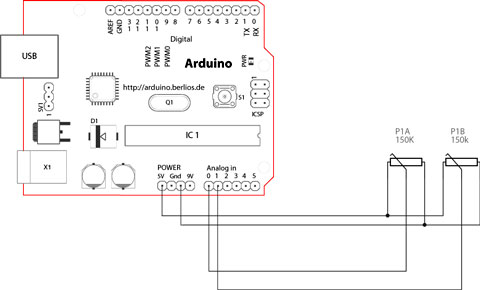 AREF
GND
13
12
11
10
9
8
7 6 5 4 3 2 1 0
TX
RX
USB
Digital
PWM2
PWM1
PWM0
Arduino
PWR
http://arduino.berlios.de
1
SV1
Q1
S1
ICSP
D1
IC 1
X1
POWER
5V Gnd 9V
Analog in
0 1 2 3 4 5
P1A
150K
P1B
150k